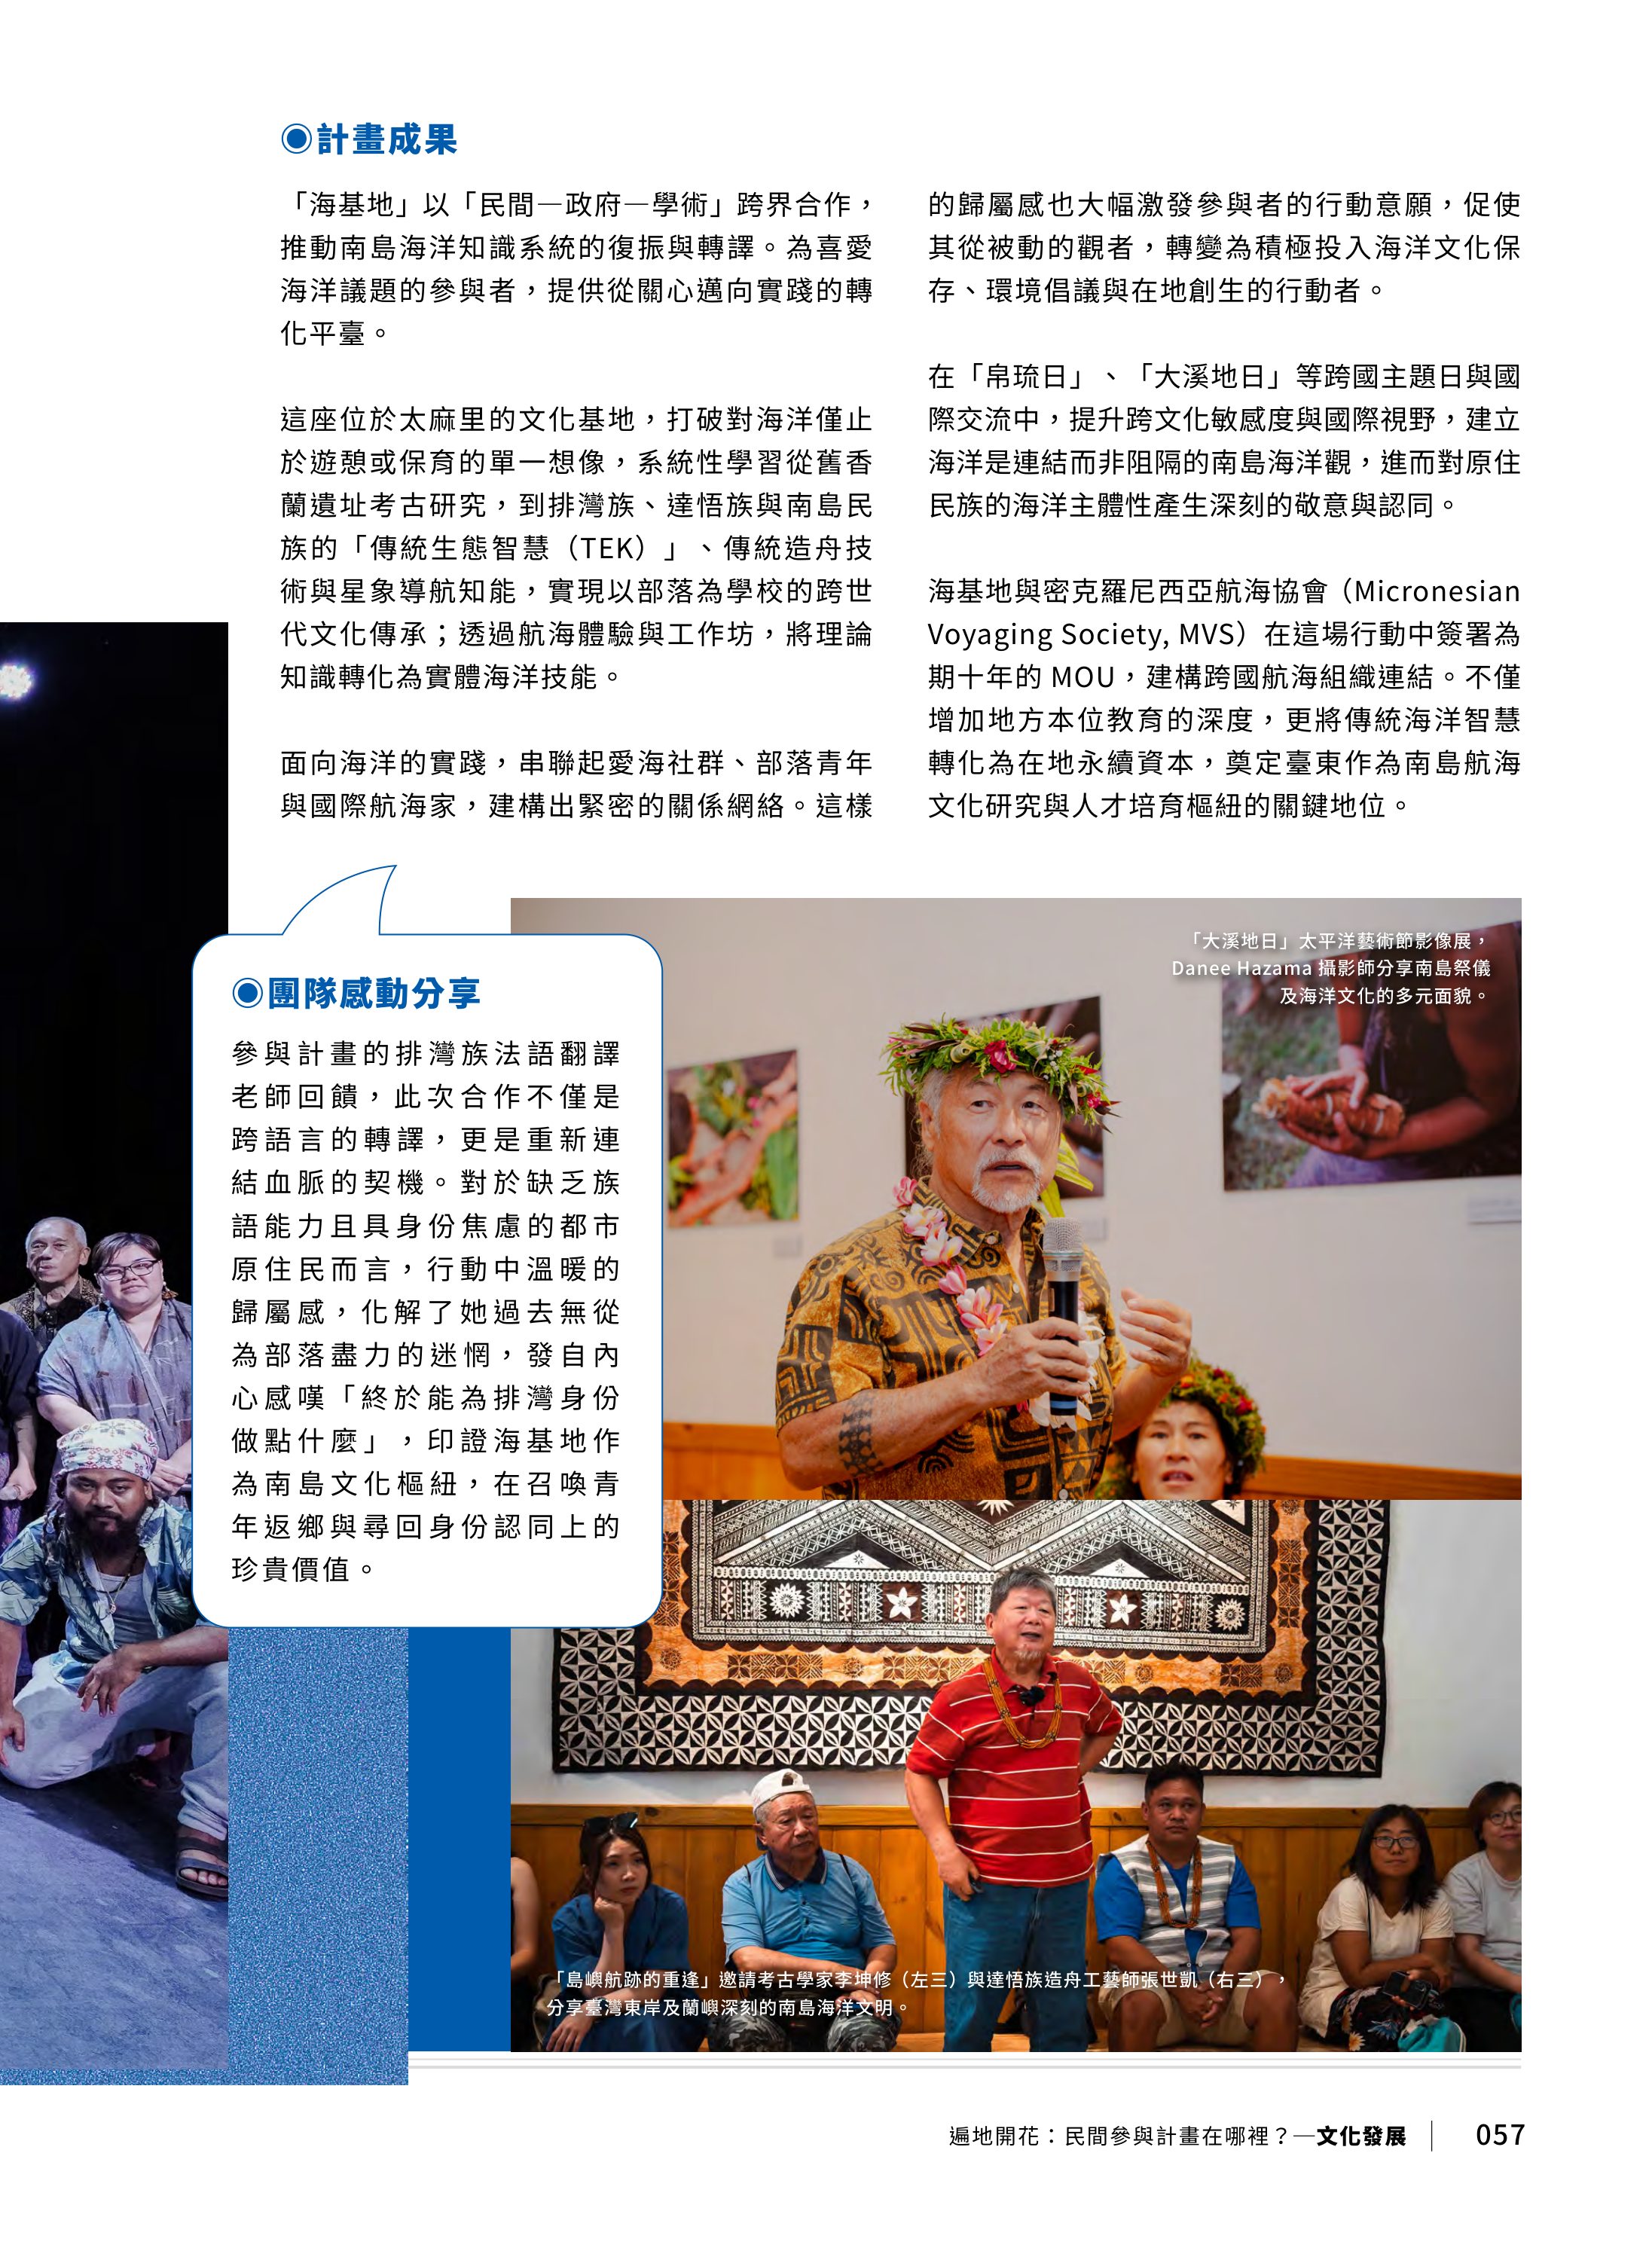 ◉計畫成果
「海基地」以「民間—政府—學術」跨界合作，
推動南島海洋知識系統的復振與轉譯。為喜愛
海洋議題的參與者，提供從關心邁向實踐的轉
化平臺。
這座位於太麻里的文化基地，打破對海洋僅止
於遊憩或保育的單一想像，系統性學習從舊香
蘭遺址考古研究，到排灣族、達悟族與南島民
族的「傳統生態智慧（TEK）」、傳統造舟技
術與星象導航知能，實現以部落為學校的跨世
代文化傳承；透過航海體驗與工作坊，將理論
知識轉化為實體海洋技能。
面向海洋的實踐，串聯起愛海社群、部落青年
與國際航海家，建構出緊密的關係網絡。這樣
的歸屬感也大幅激發參與者的行動意願，促使
其從被動的觀者，轉變為積極投入海洋文化保
存、環境倡議與在地創生的行動者。
在「帛琉日」、「大溪地日」等跨國主題日與國
際交流中，提升跨文化敏感度與國際視野，建立
海洋是連結而非阻隔的南島海洋觀，進而對原住
民族的海洋主體性產生深刻的敬意與認同。
海基地與密克羅尼西亞航海協會（Micronesian
Voyaging Society, MVS）在這場行動中簽署為
期十年的 MOU，建構跨國航海組織連結。不僅
增加地方本位教育的深度，更將傳統海洋智慧
轉化為在地永續資本，奠定臺東作為南島航海
文化研究與人才培育樞紐的關鍵地位。
◉團隊感動分享
參與計畫的排灣族法語翻譯
老師回饋，此次合作不僅是
跨語言的轉譯，更是重新連
結血脈的契機。對於缺乏族
語能力且具身份焦慮的都市
原住民而言，行動中溫暖的
歸屬感，化解了她過去無從
為部落盡力的迷惘，發自內
心感嘆「終於能為排灣身份
做點什麼」，印證海基地作
為南島文化樞紐，在召喚青
年返鄉與尋回身份認同上的
珍貴價值。
「大溪地日」太平洋藝術節影像展，
Danee Hazama 攝影師分享南島祭儀
及海洋文化的多元面貌。
「島嶼航跡的重逢」邀請考古學家李坤修（左三）與達悟族造舟工藝師張世凱（右三），
分享臺灣東岸及蘭嶼深刻的南島海洋文明。
遍地開花：民間參與計畫在哪裡？—文化發展｜ 057